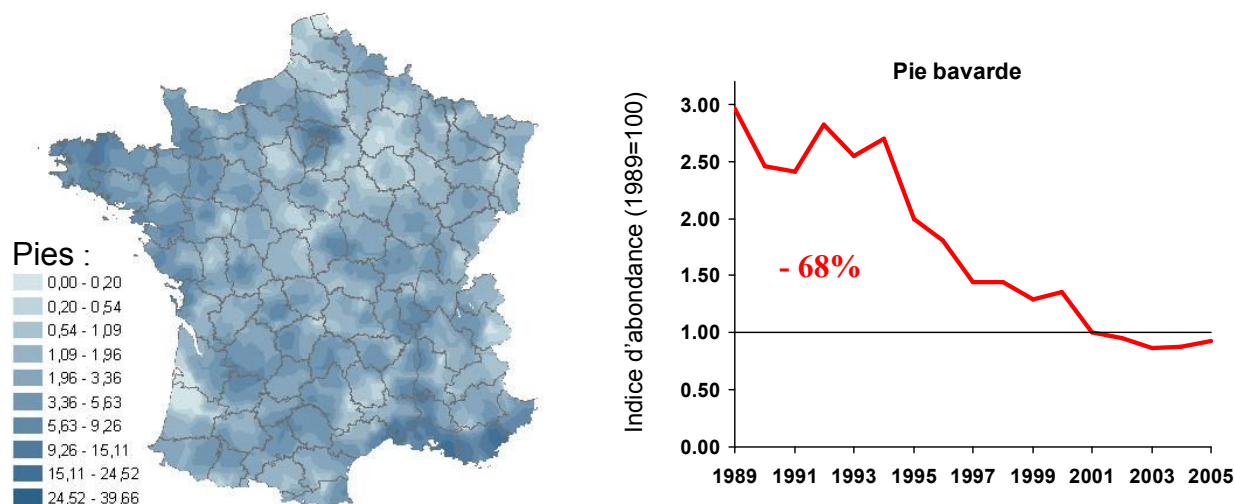 Pies :
0,00 - 0,20
0,20 - 0,54
0,54 - 1,09
1,09 - 1,96
1,96 - 3,36
3,36 - 5,63
5,63 - 9,26
9,26 - 15,11
15,11 - 24,52
24,52 - 39,66
Pie bavarde
Indice d'abondance (1989=100)
3.00
2.50
2.00
1.50
1.00
0.50
0.00
- 68%
1989 1991 1993 1995 1997 1999 2001 2003 2005